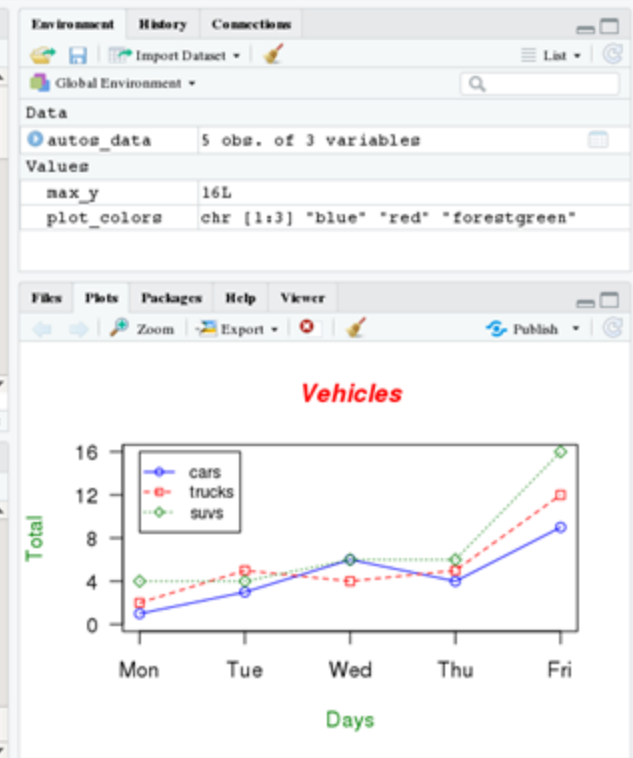 Environment History Connections
Import Dataset List
Global Environment
Data
autos_data 5 obs. of 3 variables
Values
max_y 16L
plot_colors chr [1:3] "blue" "red" "forestgreen"
Files Plots Packages Help Viewer
Zoom Export Publish
Vehicles
16
12
8
4
0
Total
cars
trucks
suvs
Mon Tue Wed Thu Fri
Days